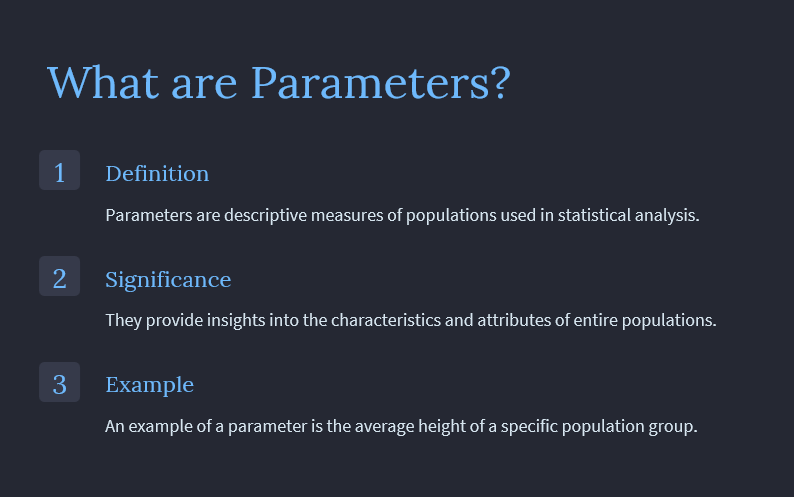 What are Parameters?
1
Definition
Parameters are descriptive measures of populations used in statistical analysis.
2
Significance
They provide insights into the characteristics and attributes of entire populations.
3
Example
An example of a parameter is the average height of a specific population group.